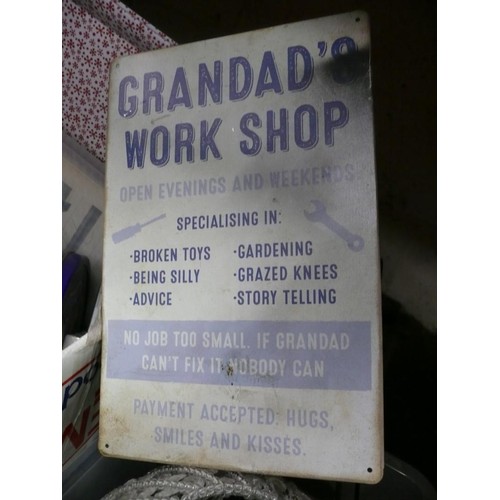 GRANDAD'S
WORK SHOP
OPEN EVENINGS AND WEEKENDS
SPECIALISING IN:
·BROKEN TOYS ·GARDENING
·BEING SILLY ·GRAZED KNEES
·ADVICE ·STORY TELLING
NO JOB TOO SMALL. IF GRANDAD
CAN'T FIX IT NOBODY CAN
PAYMENT ACCEPTED: HUGS,
SMILES AND KISSES.